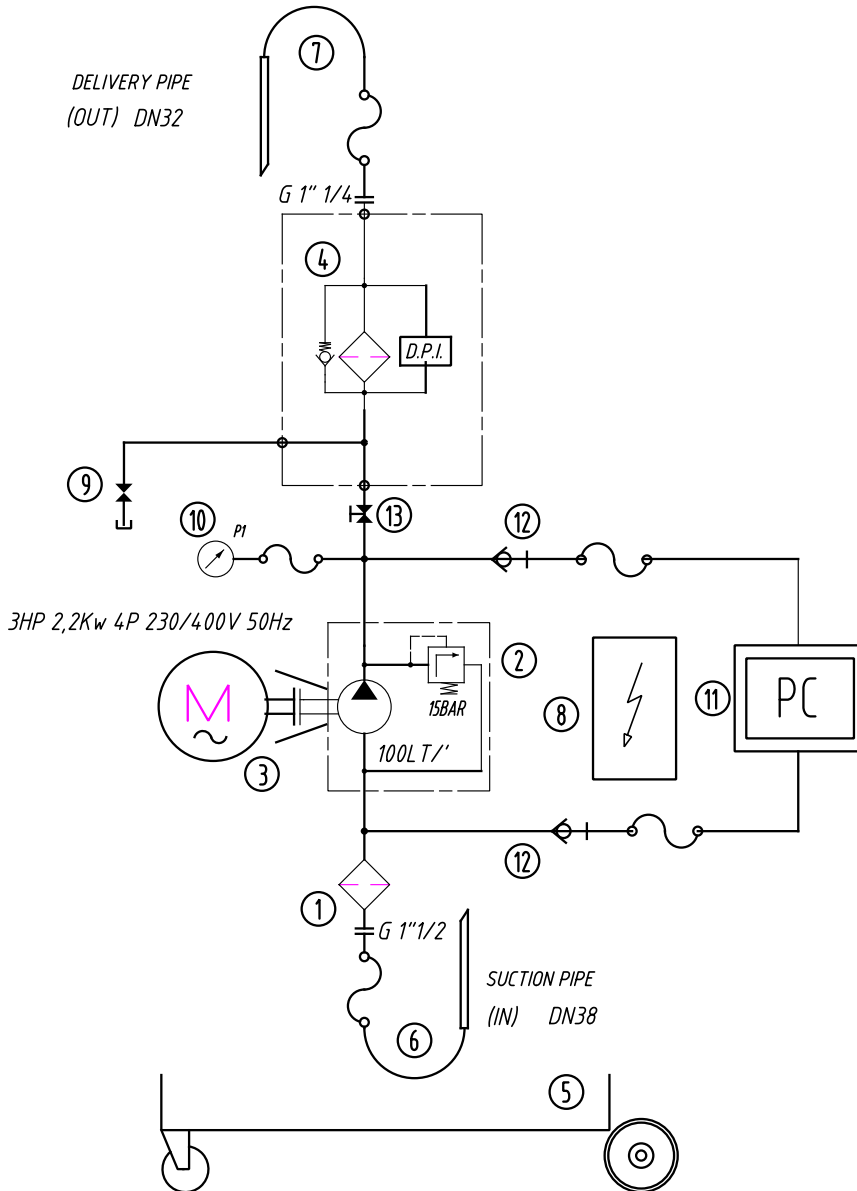 7
DELIVERY PIPE
(OUT) DN32
G 1" 1/4
4
D.P.I.
9
10
P1
13
12
3HP 2,2Kw 4P 230/400V 50Hz
2
M
15BAR
8
11
PC
3
100LT/'
12
1
G 1"1/2
SUCTION PIPE
(IN) DN38
6
5